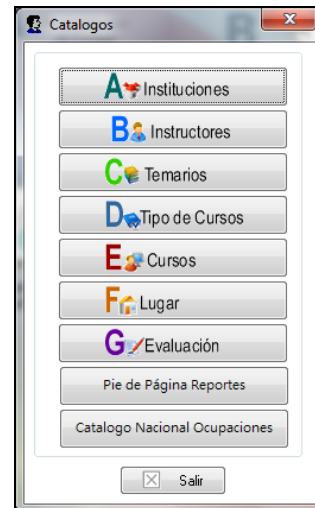 Catalogos
A Instituciones
B Instructores
C Temarios
D Tipo de Cursos
E Cursos
F Lugar
G Evaluación
Pie de Página Reportes
Catalogo Nacional Ocupaciones
Salir